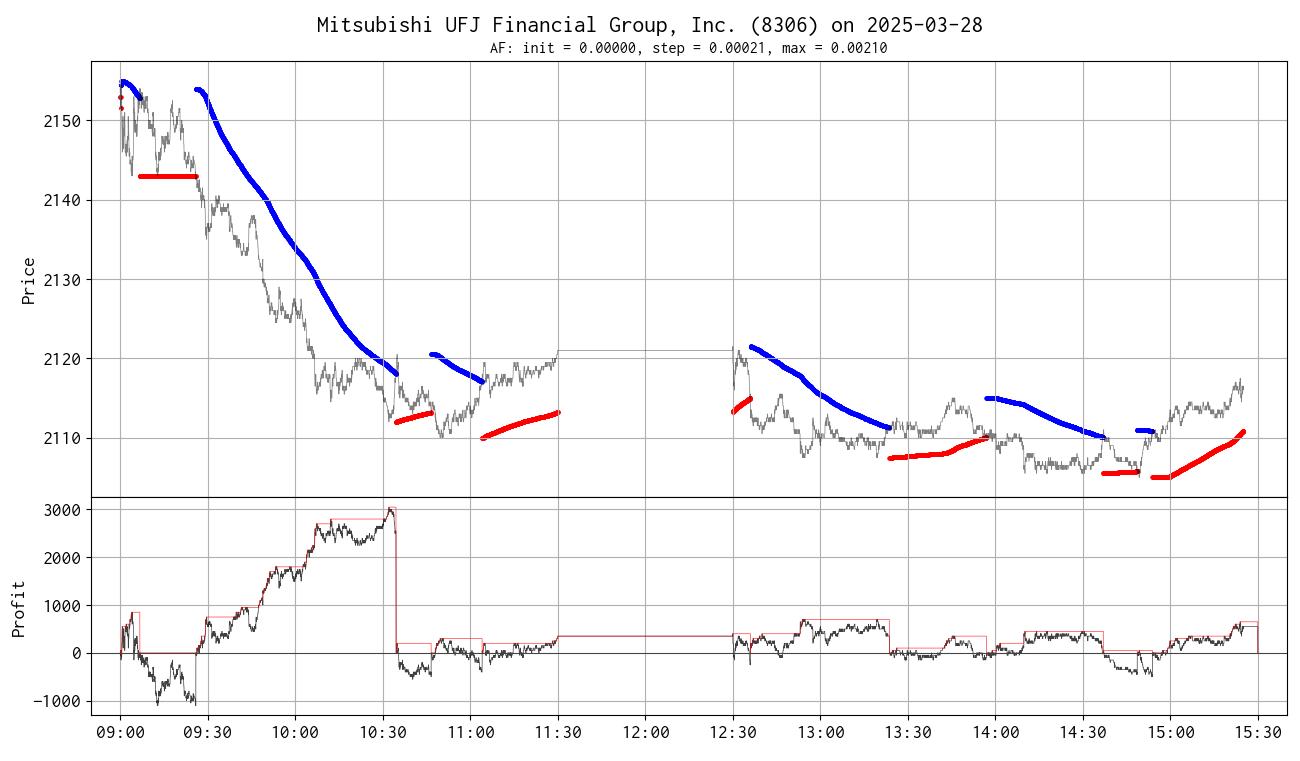 Mitsubishi UFJ Financial Group, Inc. (8306) on 2025-03-28
AF: init = 0.00000, step = 0.00021, max = 0.00210
Price
2150
2140
2130
2120
2110
Profit
3000
2000
1000
0
−1000
09:00 09:30 10:00 10:30 11:00 11:30 12:00 12:30 13:00 13:30 14:00 14:30 15:00 15:30